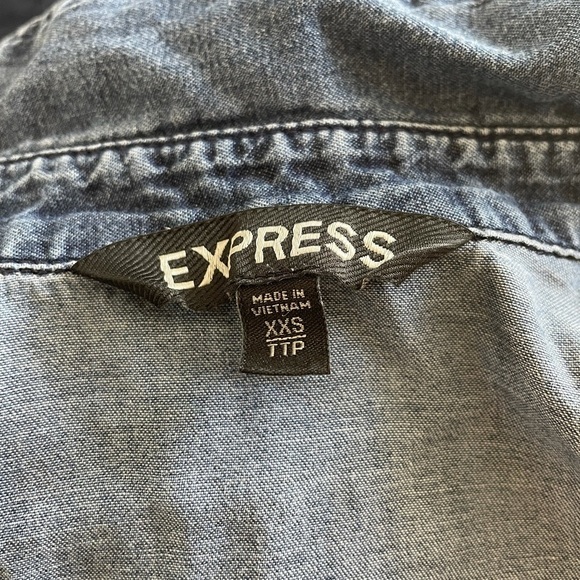 EXPRESS
MADE IN
VIETNAM
XXS
TTP